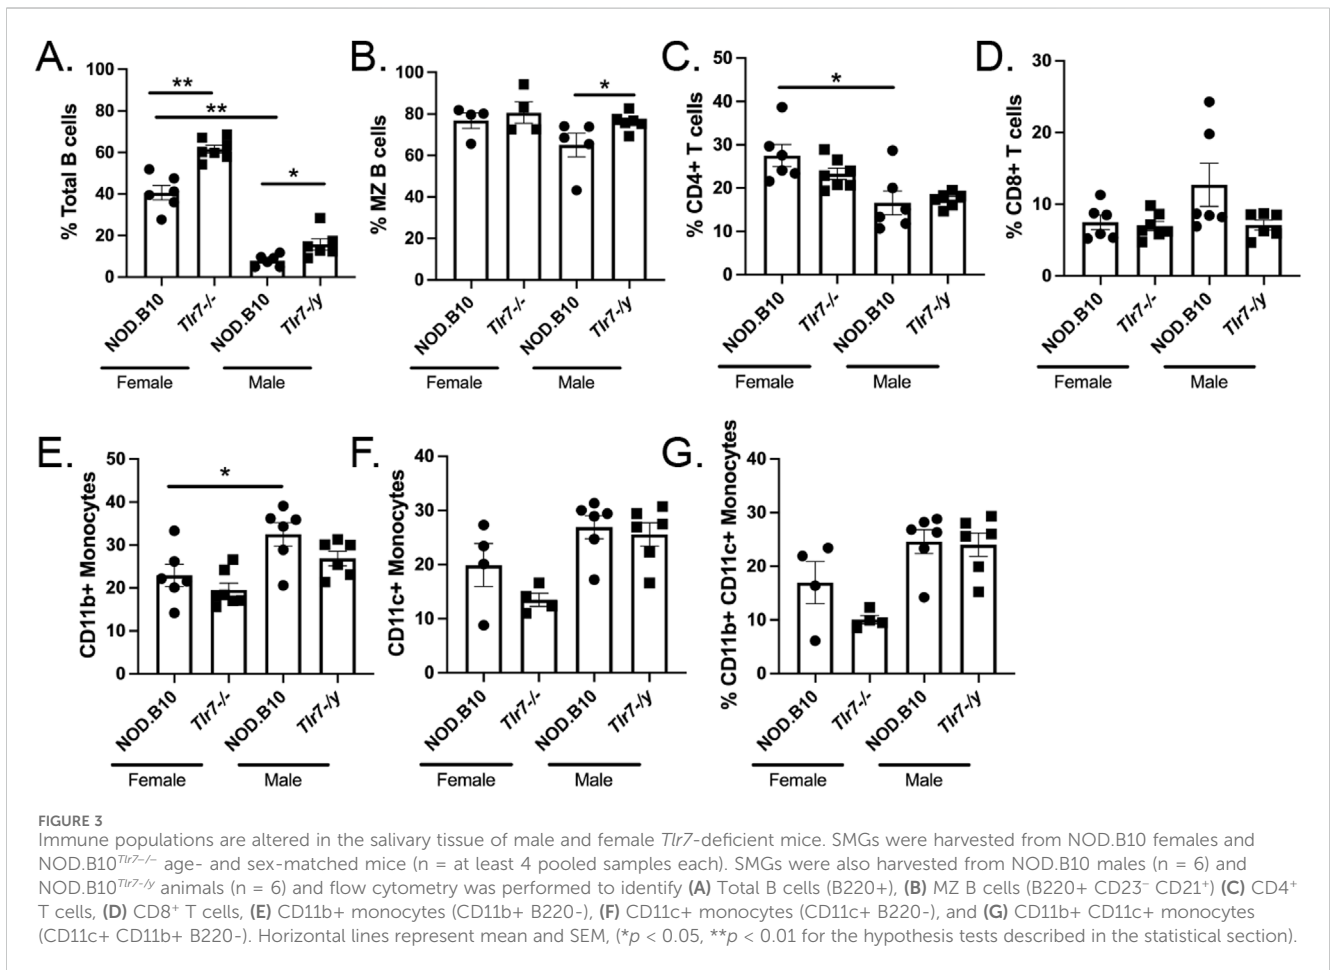 A.
% Total B cells
100
80
60
40
20
0
**
**
*
NOD.B10
Tlr7-/-
NOD.B10
Tlr7-/y
Female
Male
B.
% MZ B cells
100
80
60
40
20
0
*
NOD.B10
Tlr7-/-
NOD.B10
Tlr7-/y
Female
Male
C.
% CD4+ T cells
50
40
30
20
10
0
*
NOD.B10
Tlr7-/-
NOD.B10
Tlr7-/y
Female
Male
D.
% CD8+ T cells
30
20
10
0
NOD.B10
Tlr7-/-
NOD.B10
Tlr7-/y
Female
Male
E.
CD11b+ Monocytes
50
40
30
20
10
0
*
NOD.B10
Tlr7-/-
NOD.B10
Tlr7-/y
Female
Male
F.
CD11c+ Monocytes
40
30
20
10
0
NOD.B10
Tlr7-/-
NOD.B10
Tlr7-/y
Female
Male
G.
% CD11b+ CD11c+ Monocytes
40
30
20
10
0
NOD.B10
Tlr7-/-
NOD.B10
Tlr7-/y
Female
Male
FIGURE 3
Immune populations are altered in the salivary tissue of male and female Tlr7-deficient mice. SMGs were harvested from NOD.B10 females and
NOD.B10Tlr7−/− age- and sex-matched mice (n = at least 4 pooled samples each). SMGs were also harvested from NOD.B10 males (n = 6) and
NOD.B10Tlr7-/y animals (n = 6) and flow cytometry was performed to identify (A) Total B cells (B220+), (B) MZ B cells (B220+ CD23− CD21+) (C) CD4+
T cells, (D) CD8+ T cells, (E) CD11b+ monocytes (CD11b+ B220-), (F) CD11c+ monocytes (CD11c+ B220-), and (G) CD11b+ CD11c+ monocytes
(CD11c+ CD11b+ B220-). Horizontal lines represent mean and SEM, (*p < 0.05, **p < 0.01 for the hypothesis tests described in the statistical section).